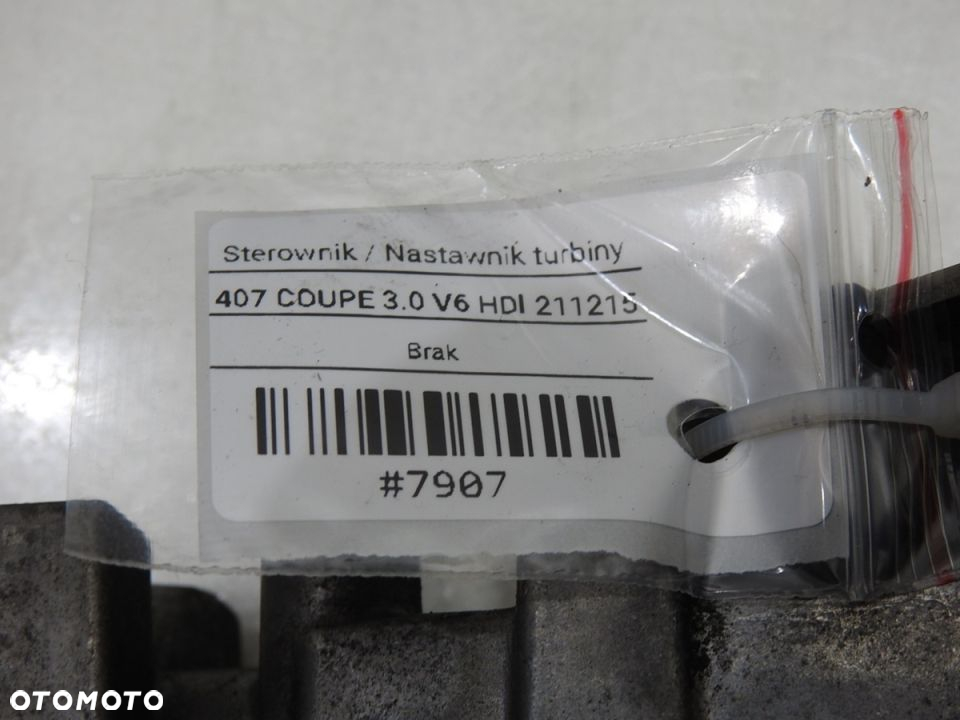 Sterownik / Nastawnik turbiny
407 COUPE 3.0 V6 HDI 211215
Brak
#7907
OTOMOTO